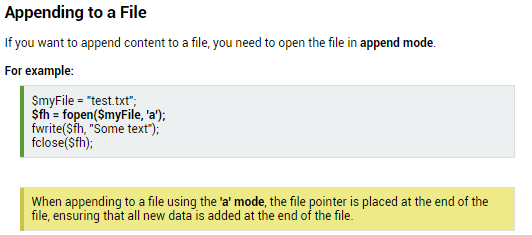 Appending to a File
If you want to append content to a file, you need to open the file in append mode.
For example:
$myFile = "test.txt";
$fh = fopen($myFile, 'a');
fwrite($fh, "Some text");
fclose($fh);
When appending to a file using the 'a' mode, the file pointer is placed at the end of the
file, ensuring that all new data is added at the end of the file.